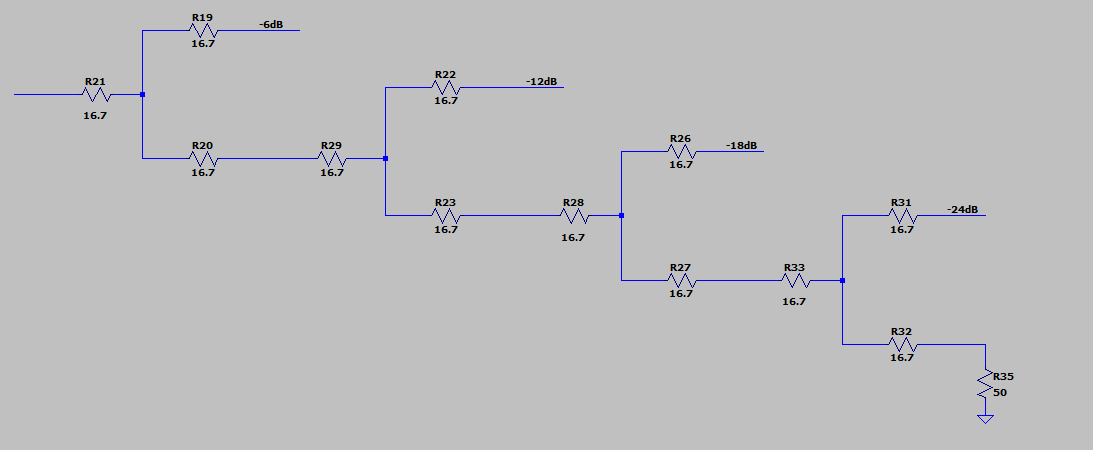 R19
-6dB
16.7
R21
16.7
R22
-12dB
16.7
R20
16.7
R29
16.7
R26
-18dB
16.7
R23
16.7
R28
16.7
R31
-24dB
16.7
R27
16.7
R33
16.7
R32
16.7
R35
50